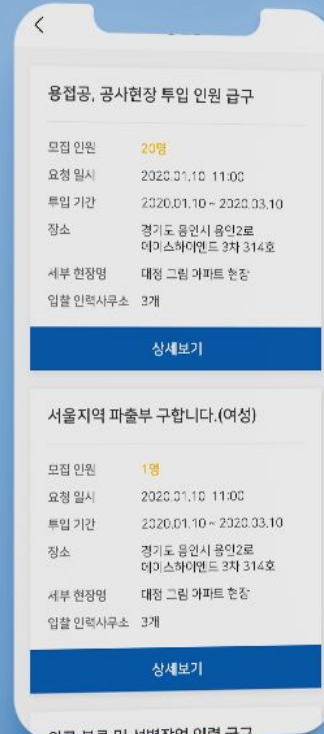 용접공, 공사현장 투입 인원 급구
모집 인원 20명
요청 일시 2020.01.10 11:00
투입 기간 2020.01.10 ~ 2020.03.10
장소 경기도 용인시 용인2로
데이스하이엔드 3차 314호
세부 현장명 대정 그림 아파트 현장
입찰 인력사무소 3개
상세보기
서울지역 파출부 구합니다.(여성)
모집 인원 1명
요청 일시 2020.01.10 11:00
투입 기간 2020.01.10 ~ 2020.03.10
장소 경기도 용인시 용인2로
데이스하이엔드 3차 314호
세부 현장명 대정 그림 아파트 현장
입찰 인력사무소 3개
상세보기
인력 급구